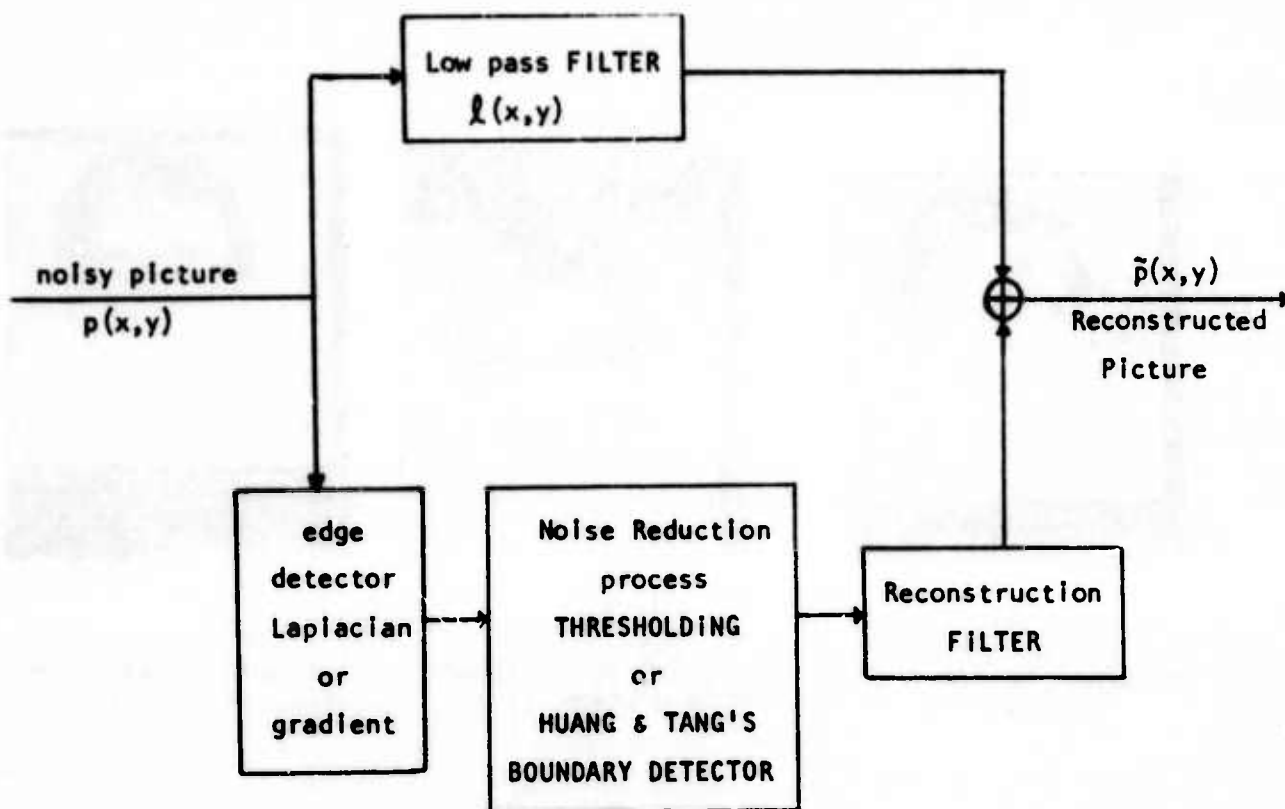 Low pass FILTER
ℓ(x,y)
noisy picture
p(x,y)
p̃(x,y)
Reconstructed
Picture
edge
detector
Laplacian
or
gradient
Noise Reduction
process
THRESHOLDING
or
HUANG & TANG'S
BOUNDARY DETECTOR
Reconstruction
FILTER